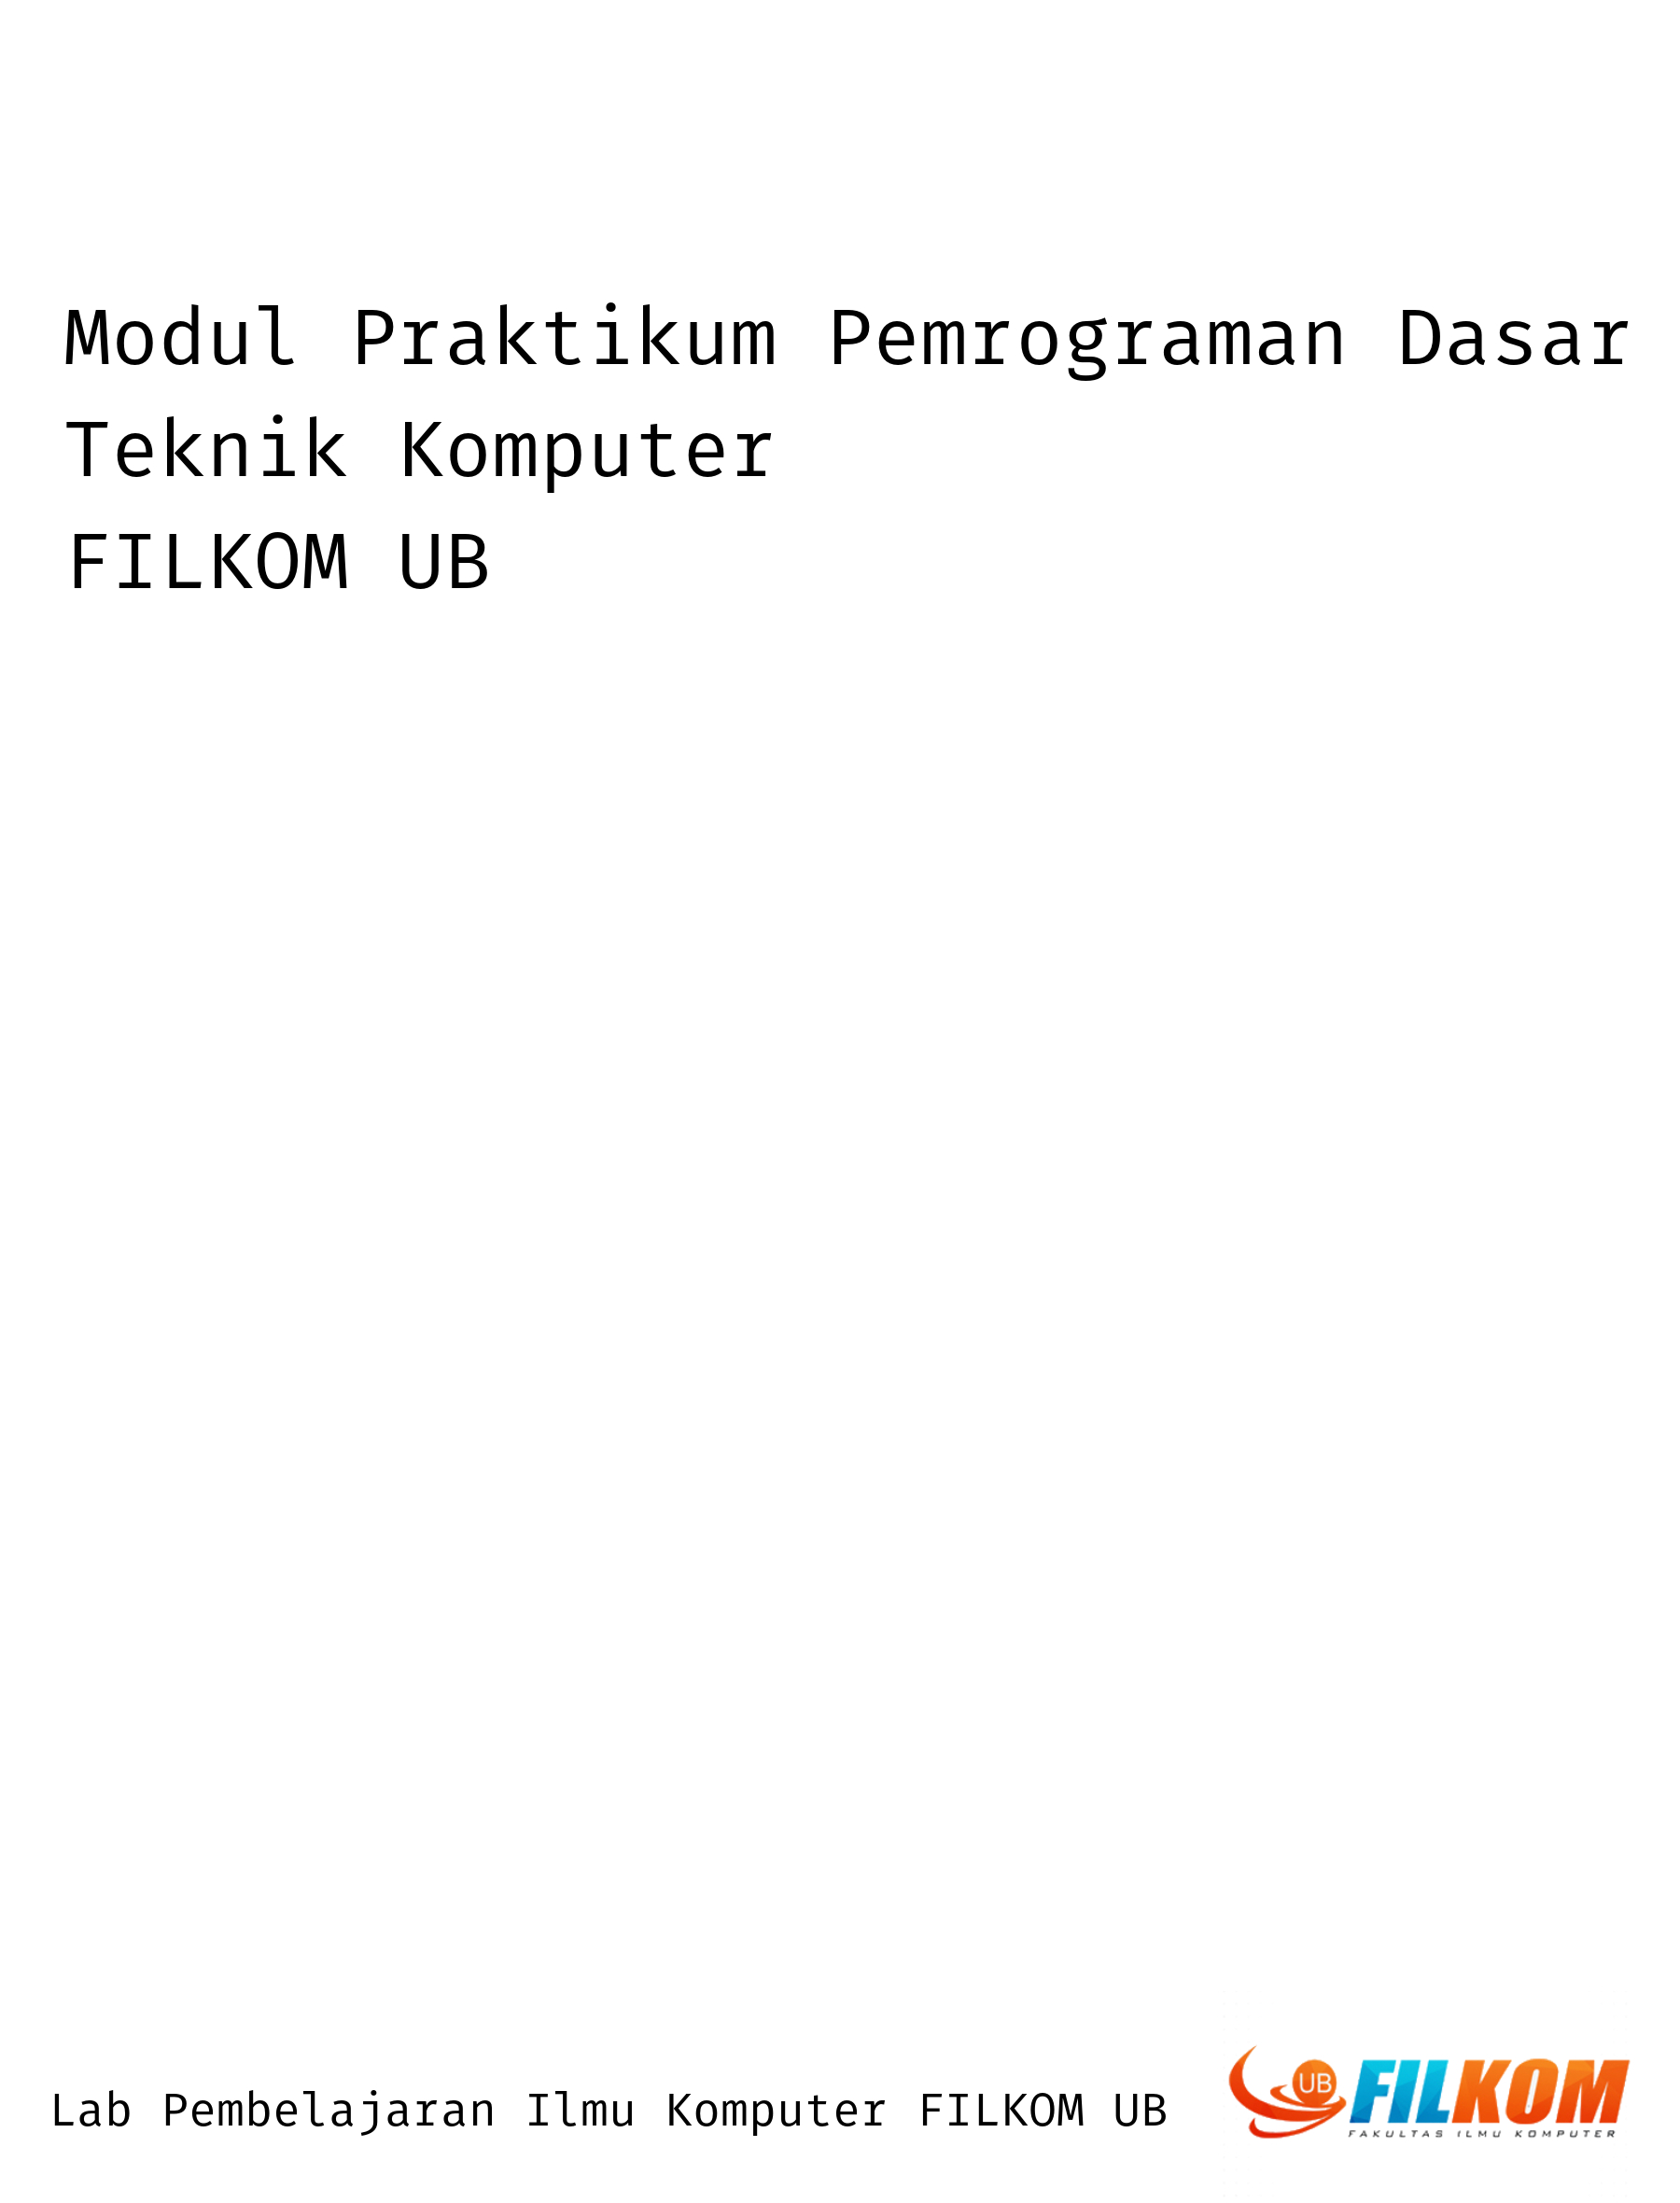 Modul Praktikum Pemrograman Dasar
Teknik Komputer
FILKOM UB
Lab Pembelajaran Ilmu Komputer FILKOM UB
UB FILKOM
FAKULTAS ILMU KOMPUTER